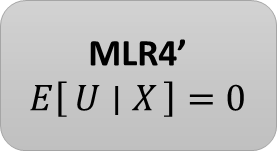 MLR4’
E[ U | X ] = 0